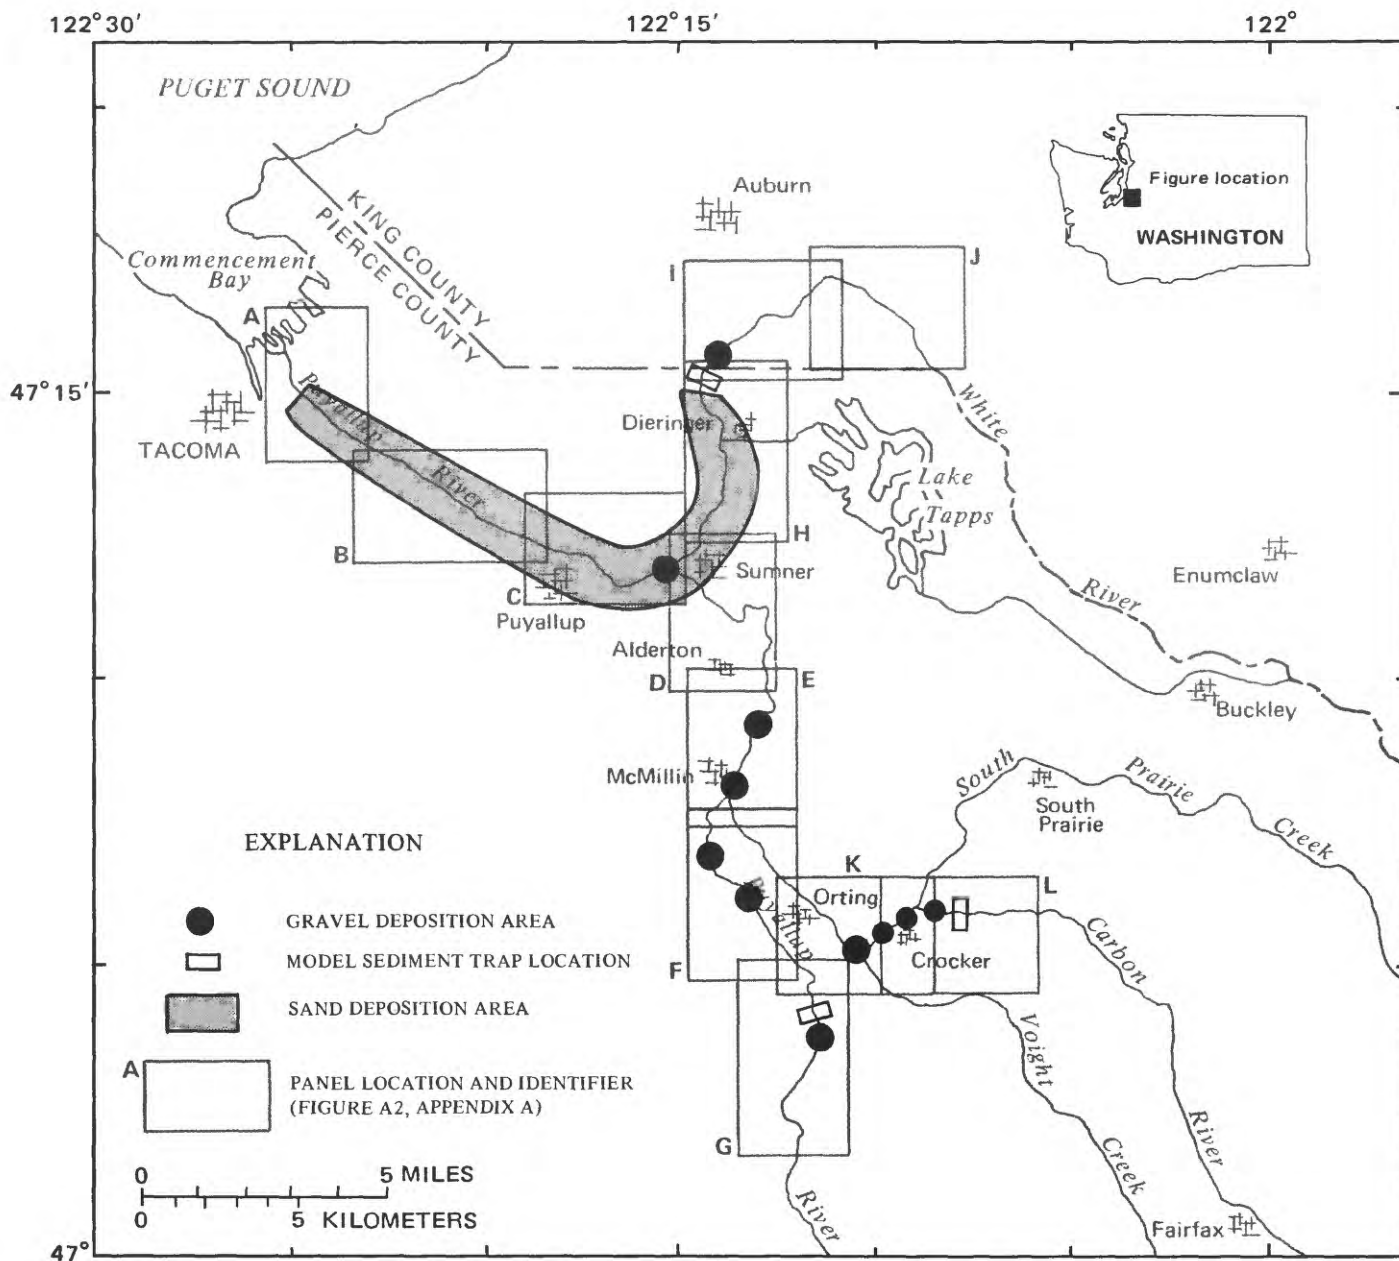 122°30'
122°15'
122°
PUGET SOUND
Auburn
Figure location
WASHINGTON
KING COUNTY
PIERCE COUNTY
Commencement
Bay
I
J
A
47°15'
Puyallup
River
TACOMA
Dieringer
White
River
Lake
Tapps
B
C
H
Sumner
Puyallup
Enumclaw
Alderton
D
E
Buckley
McMillin
South
Prairie
Creek
South
Prairie
EXPLANATION
GRAVEL DEPOSITION AREA
MODEL SEDIMENT TRAP LOCATION
SAND DEPOSITION AREA
A
PANEL LOCATION AND IDENTIFIER
(FIGURE A2, APPENDIX A)
K
L
Orting
Puyallup
River
Crocker
Carbon
River
F
G
Voight
Creek
Fairfax
0
5 MILES
0
5
KILOMETERS
47°